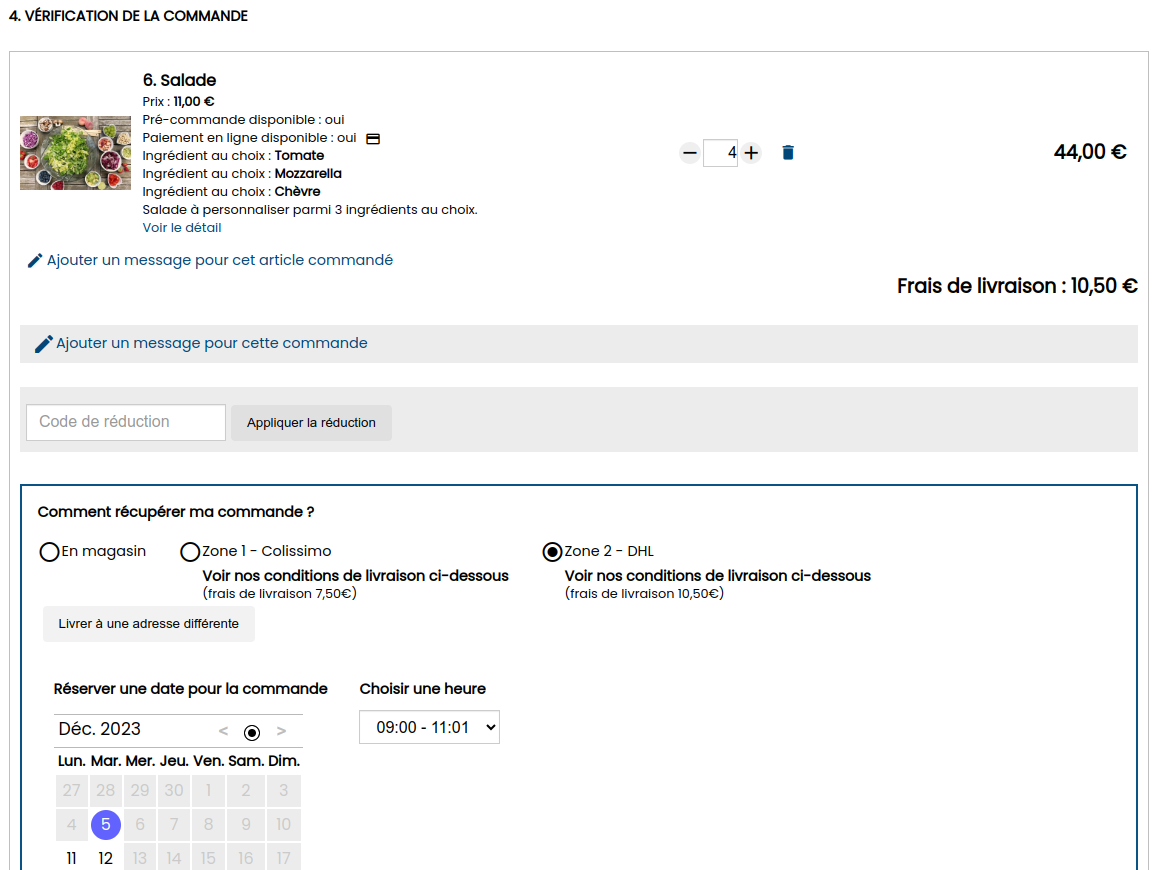 4. VÉRIFICATION DE LA COMMANDE
6. Salade
Prix : 11,00 €
Pré-commande disponible : oui
Paiement en ligne disponible : oui
Ingrédient au choix : Tomate
Ingrédient au choix : Mozzarella
Ingrédient au choix : Chèvre
Salade à personnaliser parmi 3 ingrédients au choix.
Voir le détail
4
44,00 €
Ajouter un message pour cet article commandé
Frais de livraison : 10,50 €
Ajouter un message pour cette commande
Code de réduction
Appliquer la réduction
Comment récupérer ma commande ?
En magasin
Zone 1 - Colissimo
Voir nos conditions de livraison ci-dessous
(frais de livraison 7,50€)
Zone 2 - DHL
Voir nos conditions de livraison ci-dessous
(frais de livraison 10,50€)
Livrer à une adresse différente
Réserver une date pour la commande
Choisir une heure
Déc. 2023 < >
09:00 - 11:01
Lun. Mar. Mer. Jeu. Ven. Sam. Dim.
27 28 29 30 1 2 3
4 5 6 7 8 9 10
11 12 13 14 15 16 17